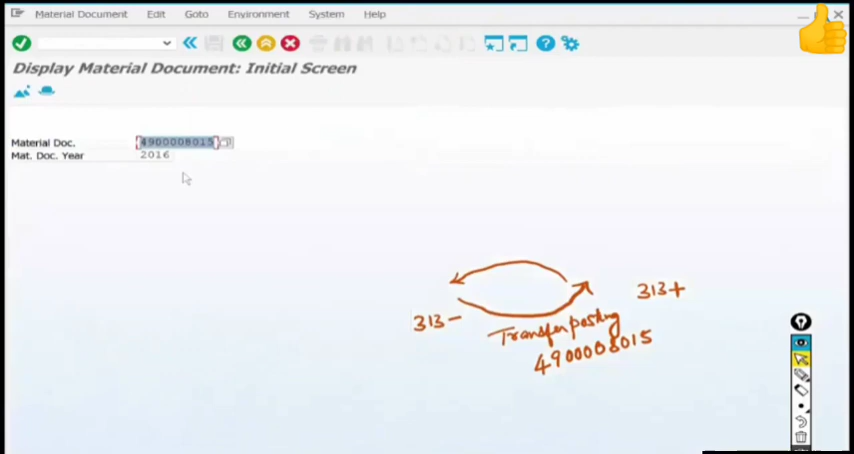 Material Document Edit Goto Environment System Help
Display Material Document: Initial Screen
Material Doc. 4900008015
Mat. Doc. Year 2016
313+
313-
Transfer posting
4900008015